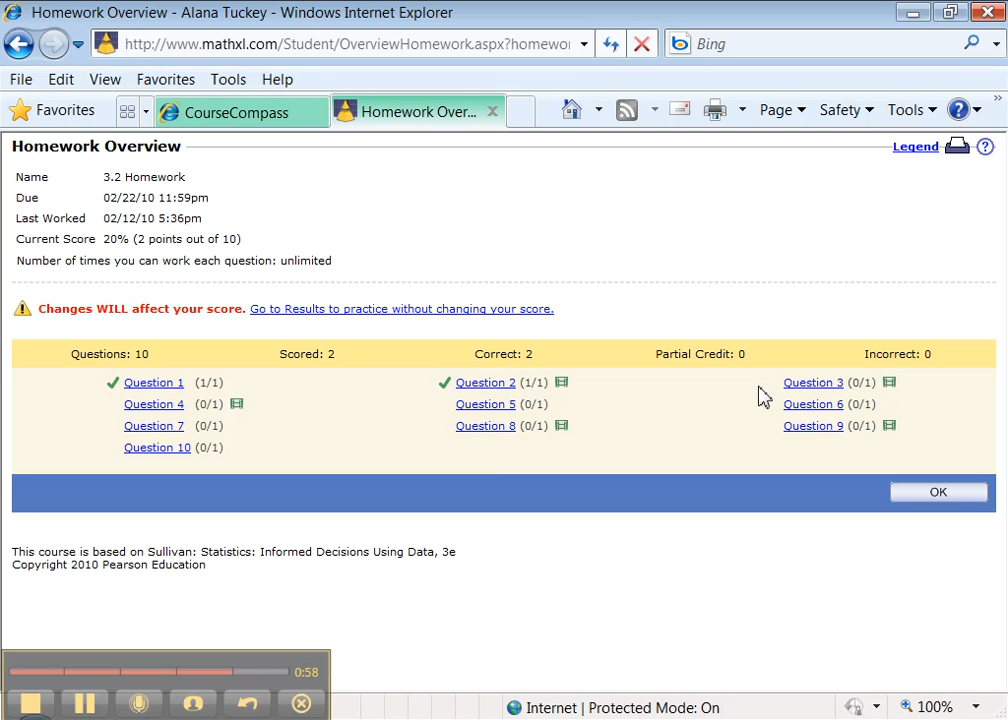 Homework Overview - Alana Tuckey - Windows Internet Explorer
http://www.mathxl.com/Student/OverviewHomework.aspx?homewor
Bing
File Edit View Favorites Tools Help
Favorites CourseCompass Homework Over... Page Safety Tools »
Homework Overview Legend
Name 3.2 Homework
Due 02/22/10 11:59pm
Last Worked 02/12/10 5:36pm
Current Score 20% (2 points out of 10)
Number of times you can work each question: unlimited
Changes WILL affect your score. Go to Results to practice without changing your score.
Questions: 10 Scored: 2 Correct: 2 Partial Credit: 0 Incorrect: 0
Question 1 (1/1) Question 2 (1/1) Question 3 (0/1)
Question 4 (0/1) Question 5 (0/1) Question 6 (0/1)
Question 7 (0/1) Question 8 (0/1) Question 9 (0/1)
Question 10 (0/1)
OK
This course is based on Sullivan: Statistics: Informed Decisions Using Data, 3e
Copyright 2010 Pearson Education
0:58
Internet | Protected Mode: On 100%